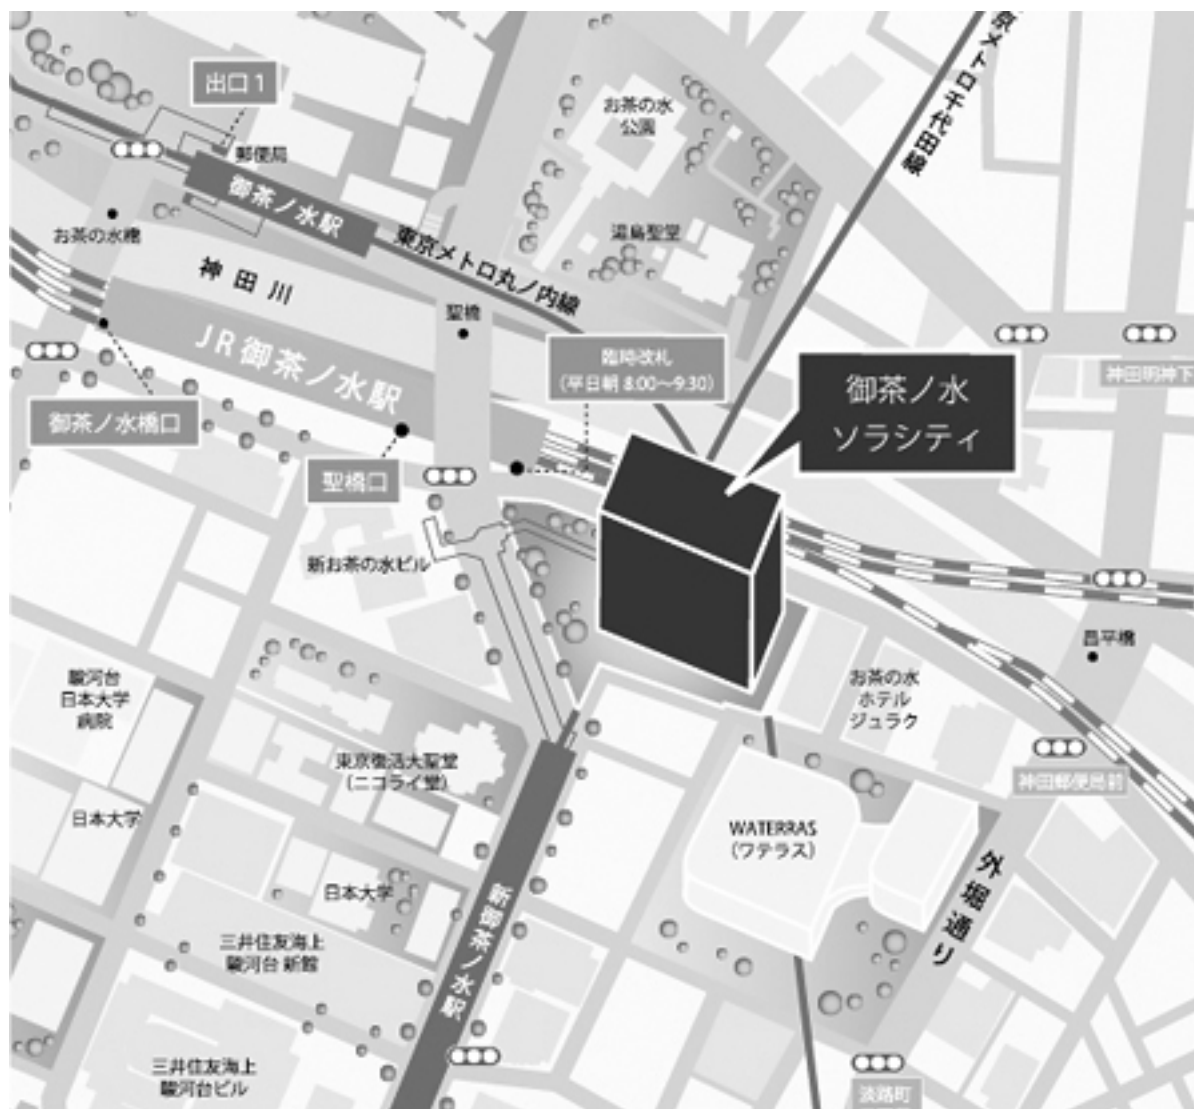 出口1
郵便局
御茶ノ水駅
お茶の水橋
東京メトロ丸ノ内線
神田川
聖橋
JR御茶ノ水駅
御茶ノ水橋口
聖橋口
臨時改札
(平日朝 8:00〜9:30)
お茶の水
公園
湯島聖堂
京メトロ千代田線
神田明神下
御茶ノ水
ソラシティ
新お茶の水ビル
昌平橋
お茶の水
ホテル
ジュラク
神田郵便局前
駿河台
日本大学
病院
東京復活大聖堂
(ニコライ堂)
日本大学
日本大学
WATERRAS
(ワテラス)
外堀通り
新御茶ノ水駅
三井住友海上
駿河台 新館
三井住友海上
駿河台ビル
淡路町